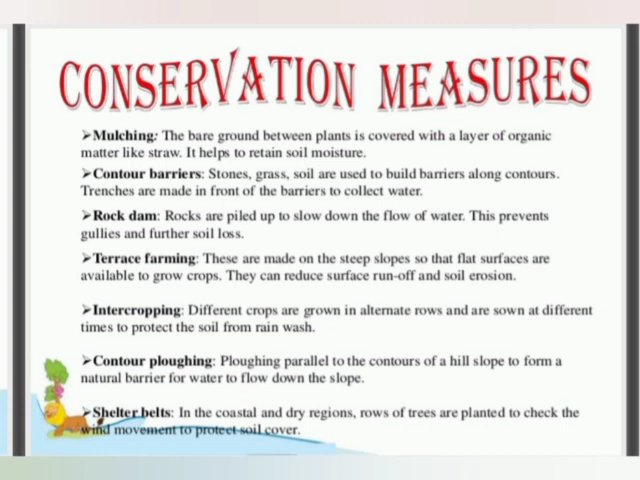 CONSERVATION MEASURES
➢Mulching: The bare ground between plants is covered with a layer of organic
matter like straw. It helps to retain soil moisture.
➢Contour barriers: Stones, grass, soil are used to build barriers along contours.
Trenches are made in front of the barriers to collect water.
➢Rock dam: Rocks are piled up to slow down the flow of water. This prevents
gullies and further soil loss.
➢Terrace farming: These are made on the steep slopes so that flat surfaces are
available to grow crops. They can reduce surface run-off and soil erosion.
➢Intercropping: Different crops are grown in alternate rows and are sown at different
times to protect the soil from rain wash.
➢Contour ploughing: Ploughing parallel to the contours of a hill slope to form a
natural barrier for water to flow down the slope.
➢Shelter belts: In the coastal and dry regions, rows of trees are planted to check the
wind movement to protect soil cover.